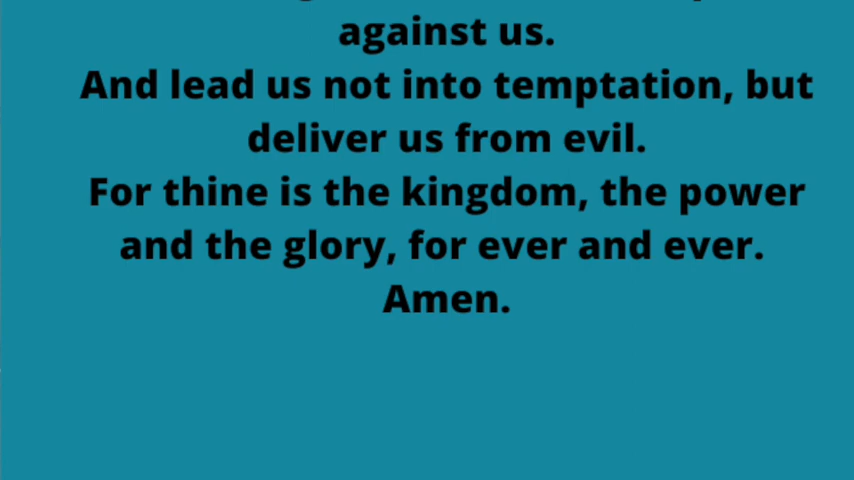 against us.
And lead us not into temptation, but
deliver us from evil.
For thine is the kingdom, the power
and the glory, for ever and ever.
Amen.